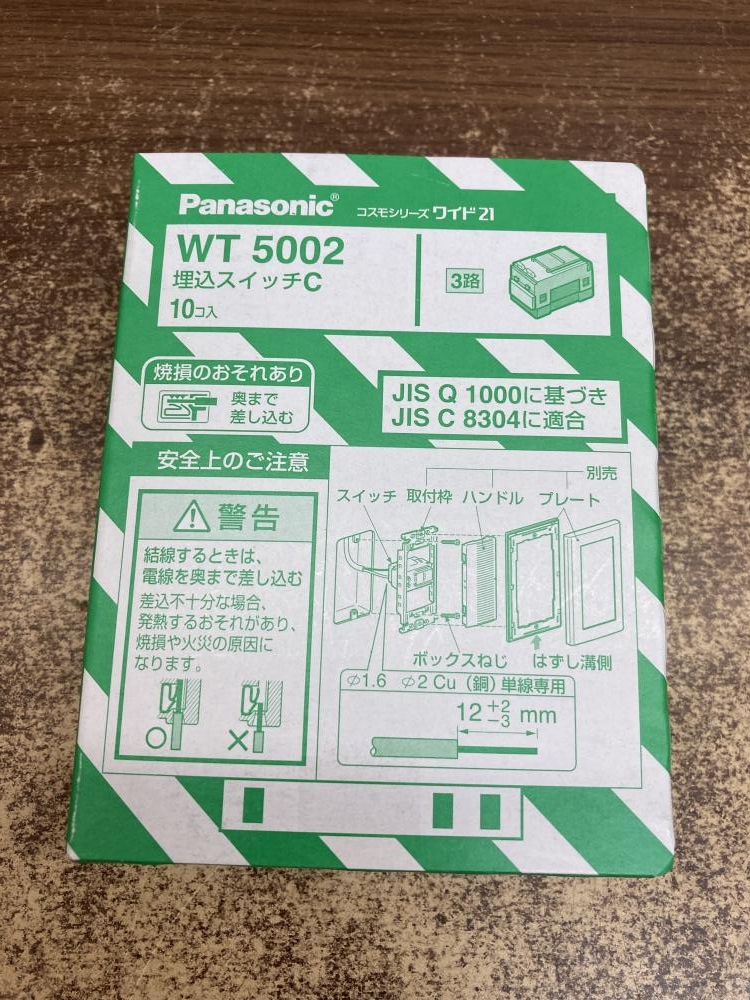 Panasonic® コスモシリーズ ワイド21
WT 5002
埋込スイッチC
10コ入
3路
焼損のおそれあり
奥まで
差し込む
JIS Q 1000に基づき
JIS C 8304に適合
安全上のご注意
警告
結線するときは、
電線を奥まで差し込む
差込不十分な場合、
発熱するおそれがあり、
焼損や火災の原因に
なります。
○ ×
別売
スイッチ 取付枠 ハンドル プレート
ボックスねじ はずし溝側
φ1.6 φ2 Cu（銅）単線専用
12 +2 -3 mm